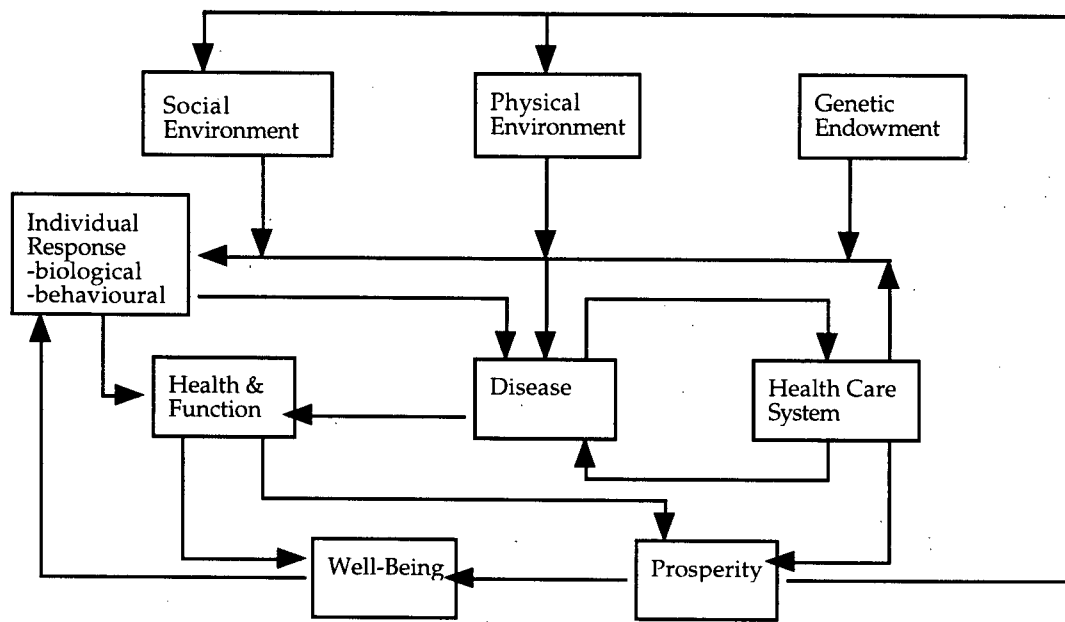 Social
Environment
Physical
Environment
Genetic
Endowment
Individual
Response
-biological
-behavioural
Health &
Function
Disease
Health Care
System
Well-Being
Prosperity